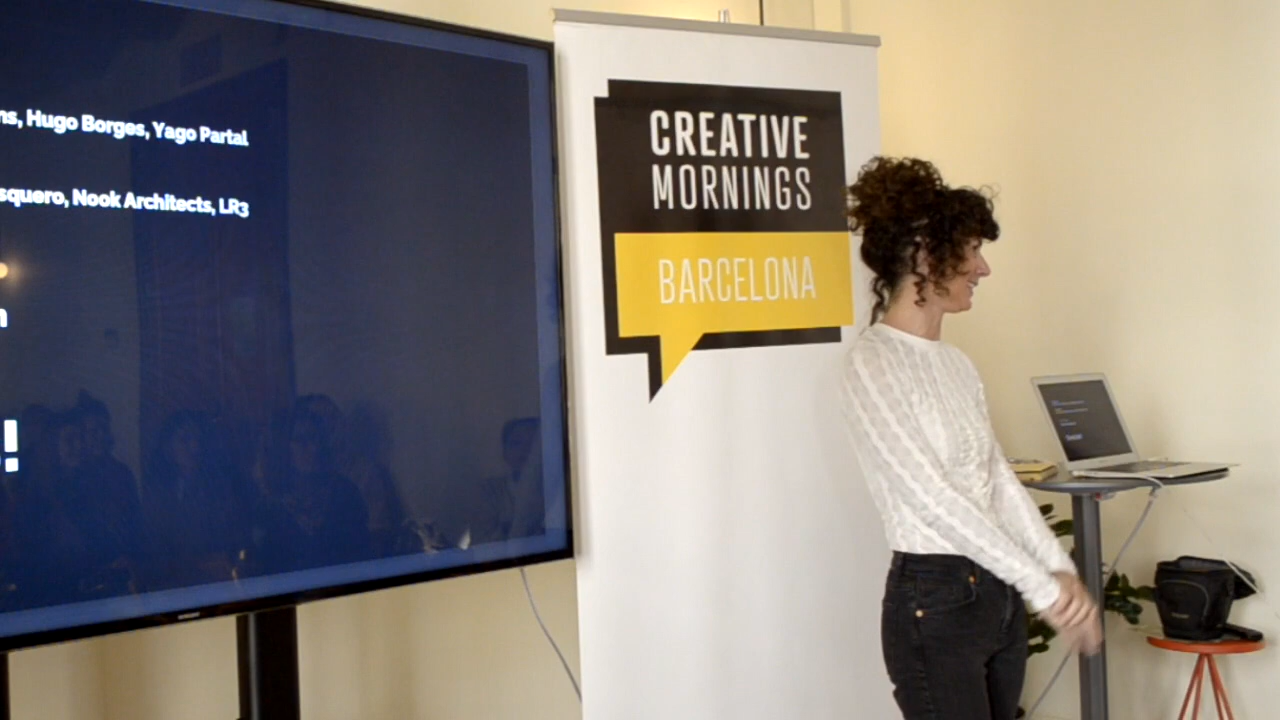 ns, Hugo Borges, Yago Partal
squero, Nook Architects, LR3
n
!
CREATIVE
MORNINGS
BARCELONA